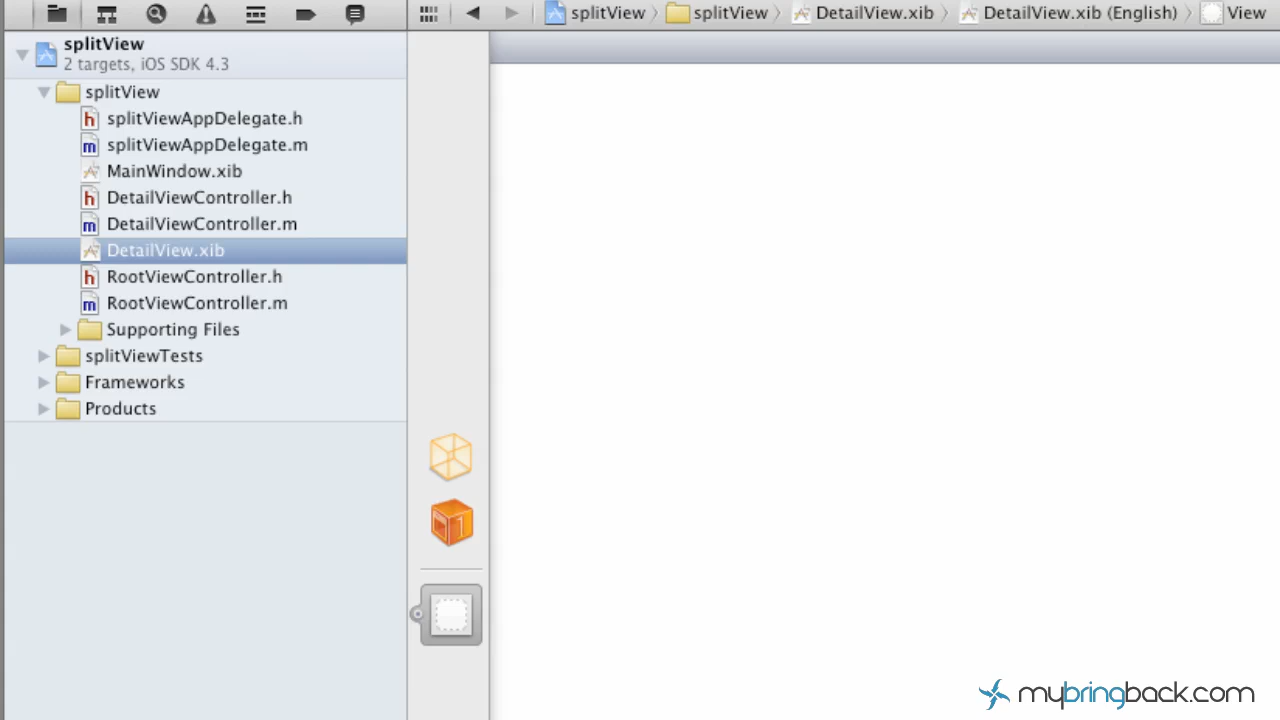 splitView
splitView
DetailView.xib
DetailView.xib (English)
View
splitView
2 targets, iOS SDK 4.3
splitView
h splitViewAppDelegate.h
m splitViewAppDelegate.m
MainWindow.xib
h DetailViewController.h
m DetailViewController.m
DetailView.xib
h RootViewController.h
m RootViewController.m
Supporting Files
splitViewTests
Frameworks
Products
1
mybringback.com